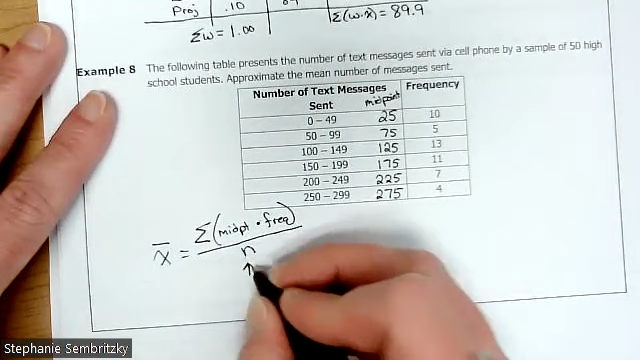 Proj .10
Σw = 1.00
Σ(w·x) = 89.9
Example 8 The following table presents the number of text messages sent via cell phone by a sample of 50 high
school students. Approximate the mean number of messages sent.
Number of Text Messages Sent midpoint Frequency
0 – 49 25 10
50 – 99 75 5
100 – 149 125 13
150 – 199 175 11
200 – 249 225 7
250 – 299 275 4
x̄ = Σ(midpt · freq)
n
Stephanie Sembritzky